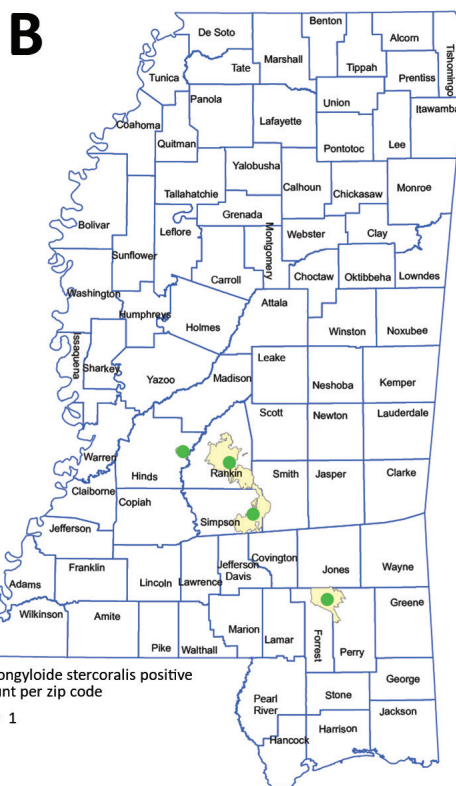 B
De Soto
Benton
Alcorn
Tishomingo
Tunica
Tate
Marshall
Tippah
Prentiss
Panola
Union
Itawamba
Coahoma
Lafayette
Quitman
Pontotoc
Lee
Yalobusha
Tallahatchie
Calhoun
Chickasaw
Monroe
Bolivar
Leflore
Grenada
Montgomery
Webster
Clay
Sunflower
Carroll
Choctaw
Oktibbeha
Lowndes
Washington
Attala
Humphreys
Holmes
Winston
Noxubee
Issaquena
Sharkey
Yazoo
Madison
Leake
Neshoba
Kemper
Scott
Newton
Lauderdale
Warren
Hinds
Rankin
Smith
Jasper
Clarke
Claiborne
Copiah
Simpson
Jefferson
Covington
Jefferson
Davis
Jones
Wayne
Franklin
Adams
Lincoln
Lawrence
Greene
Wilkinson
Amite
Marion
Lamar
Forrest
Perry
Pike
Walthall
George
ongyloide stercoralis positive
unt per zip code
1
Pearl
River
Stone
Jackson
Harrison
Hancock